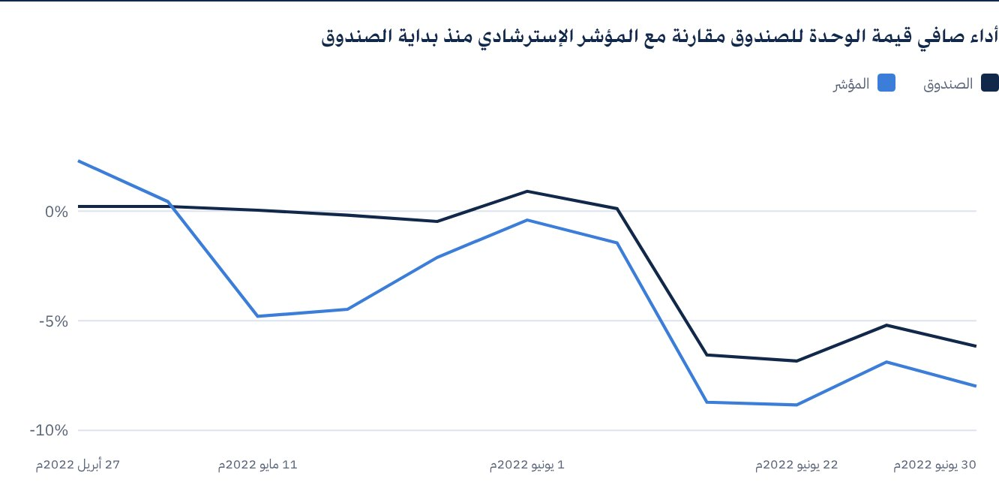 أداء صافي قيمة الوحدة للصندوق مقارنة مع المؤشر الإسترشادي منذ بداية الصندوق
الصندوق
المؤشر
0%
-5%
-10%
27 أبريل 2022م
11 مايو 2022م
1 يونيو 2022م
22 يونيو 2022م
30 يونيو 2022م